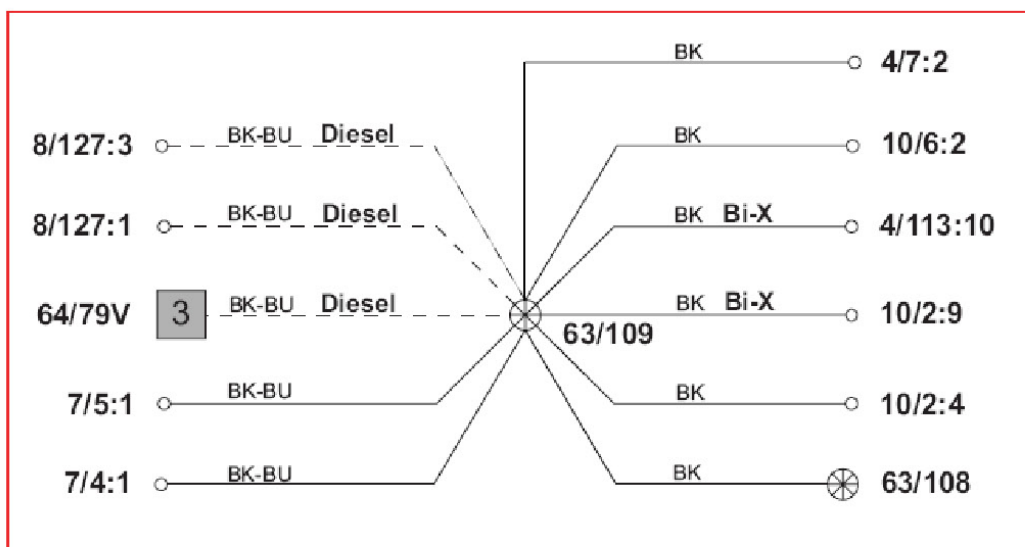 BK 4/7:2
8/127:3 BK-BU Diesel BK 10/6:2
8/127:1 BK-BU Diesel BK Bi-X 4/113:10
64/79V 3 BK-BU Diesel BK Bi-X 10/2:9
63/109
7/5:1 BK-BU BK 10/2:4
7/4:1 BK-BU BK 63/108